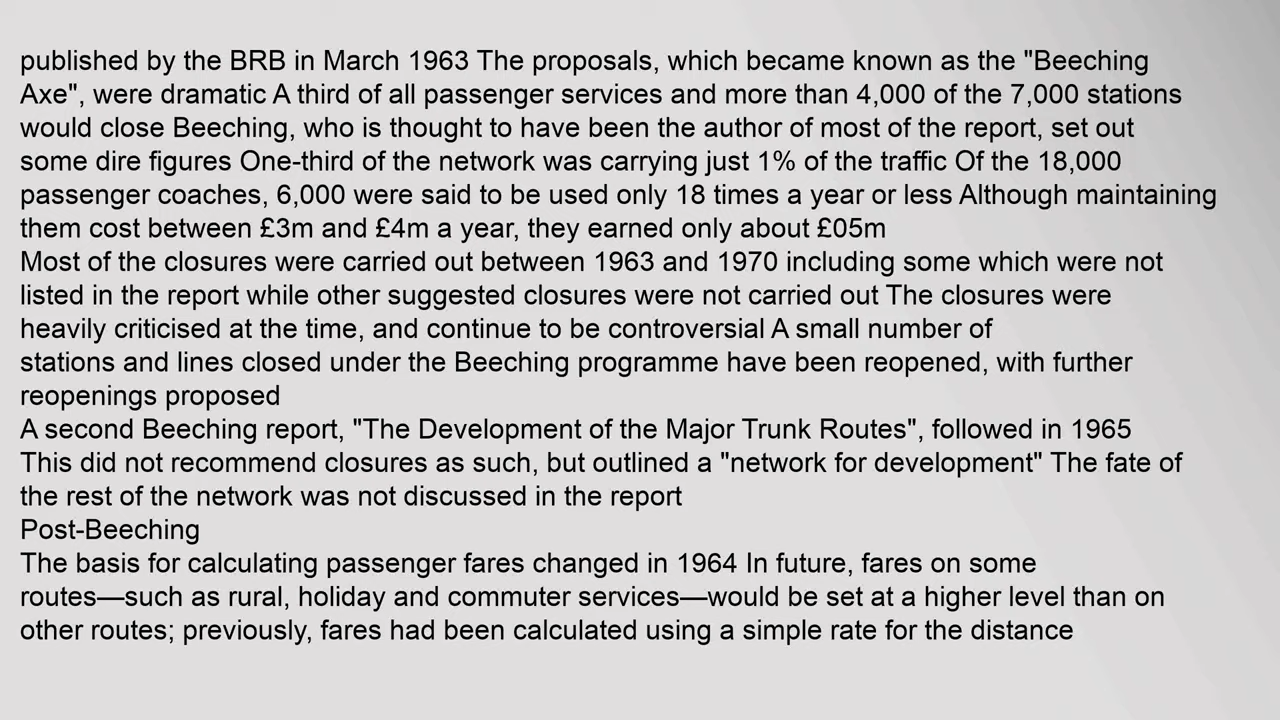 published by the BRB in March 1963 The proposals, which became known as the "Beeching
Axe", were dramatic A third of all passenger services and more than 4,000 of the 7,000 stations
would close Beeching, who is thought to have been the author of most of the report, set out
some dire figures One-third of the network was carrying just 1% of the traffic Of the 18,000
passenger coaches, 6,000 were said to be used only 18 times a year or less Although maintaining
them cost between £3m and £4m a year, they earned only about £05m
Most of the closures were carried out between 1963 and 1970 including some which were not
listed in the report while other suggested closures were not carried out The closures were
heavily criticised at the time, and continue to be controversial A small number of
stations and lines closed under the Beeching programme have been reopened, with further
reopenings proposed
A second Beeching report, "The Development of the Major Trunk Routes", followed in 1965
This did not recommend closures as such, but outlined a "network for development" The fate of
the rest of the network was not discussed in the report
Post-Beeching
The basis for calculating passenger fares changed in 1964 In future, fares on some
routes—such as rural, holiday and commuter services—would be set at a higher level than on
other routes; previously, fares had been calculated using a simple rate for the distance